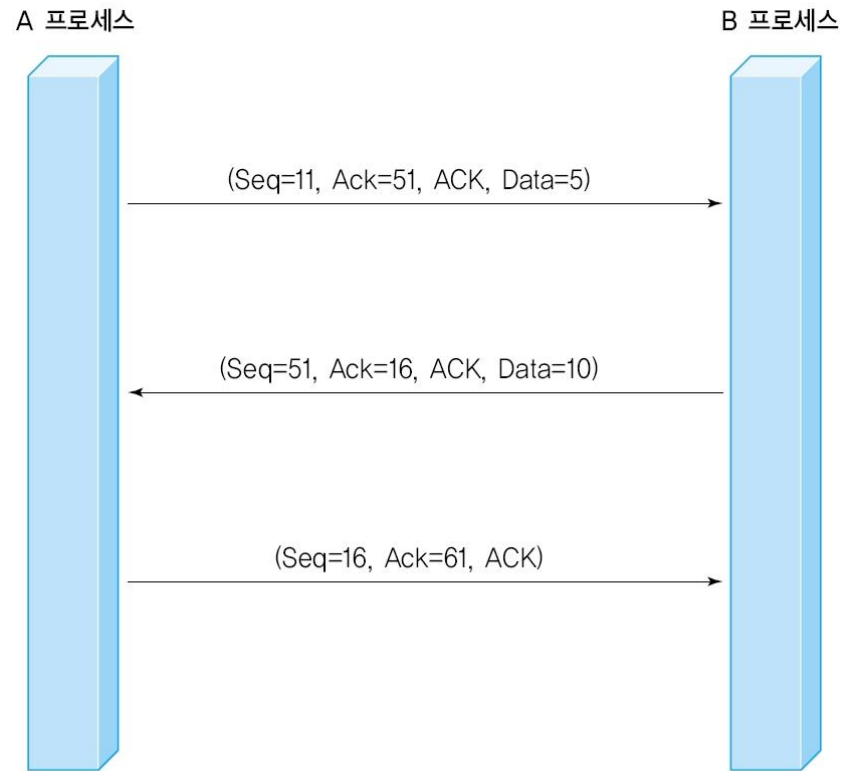 A 프로세스
B 프로세스
(Seq=11, Ack=51, ACK, Data=5)
(Seq=51, Ack=16, ACK, Data=10)
(Seq=16, Ack=61, ACK)